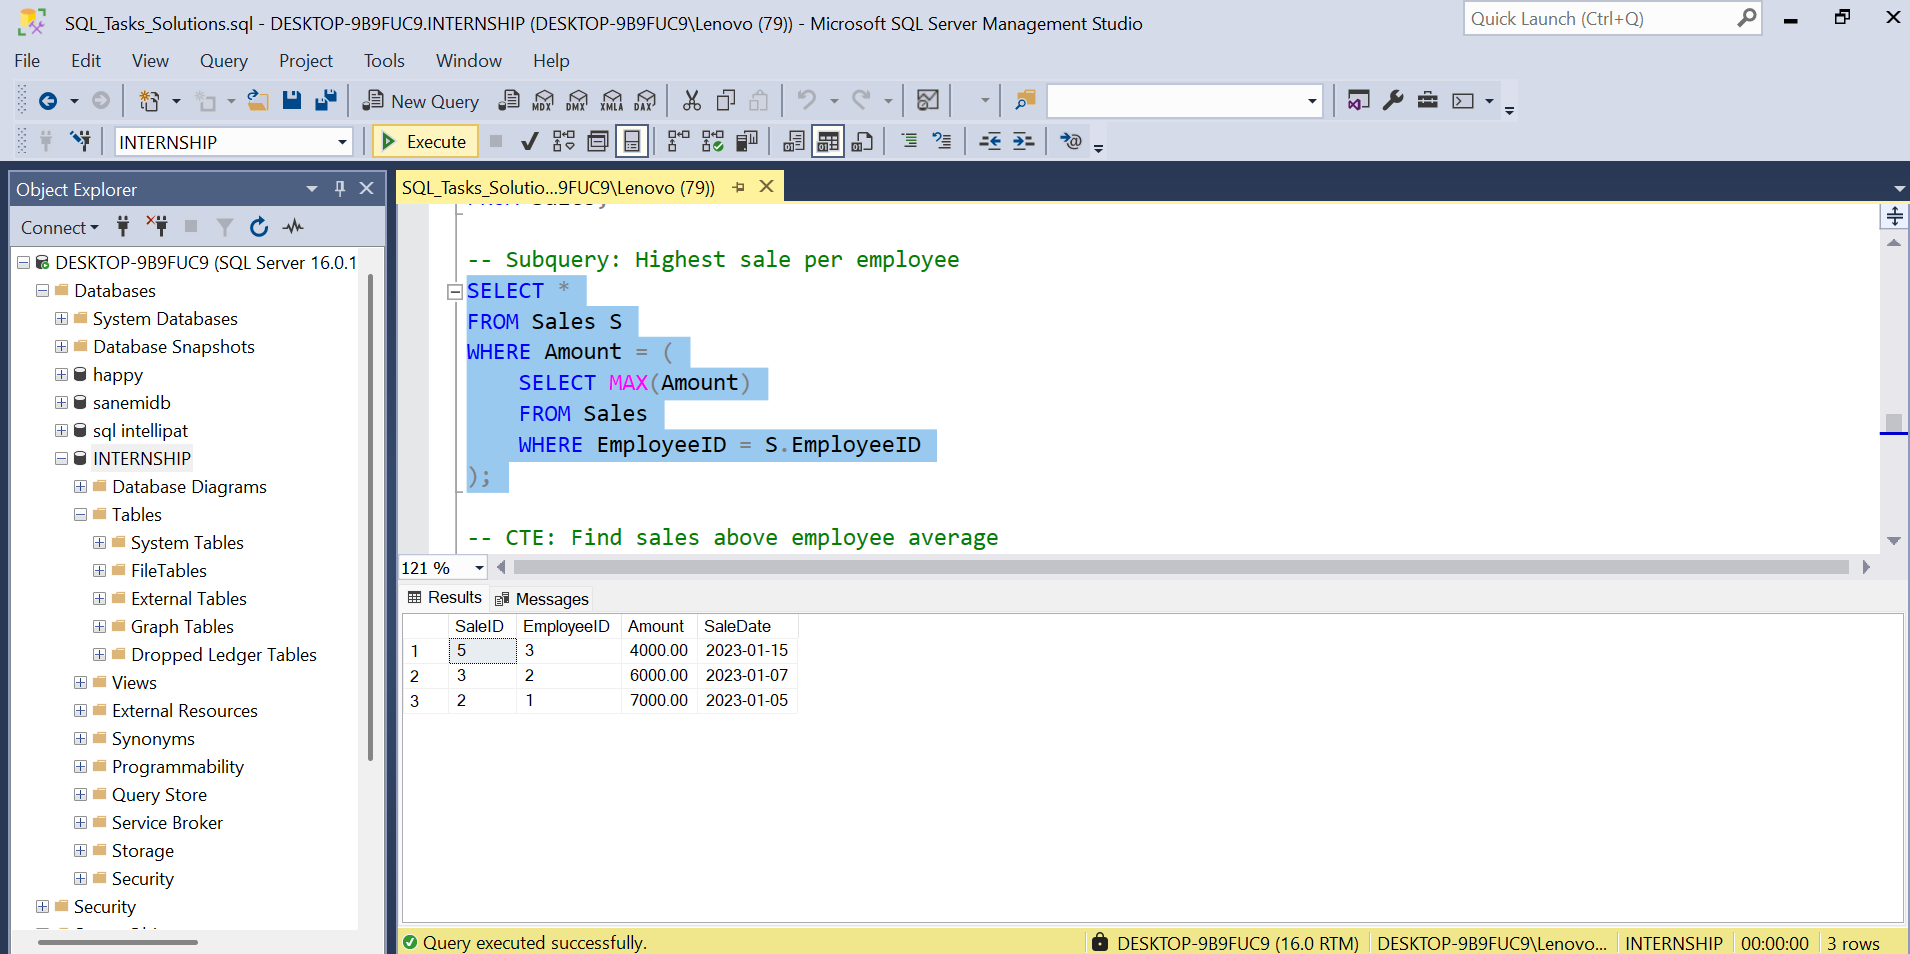 SQL_Tasks_Solutions.sql - DESKTOP-9B9FUC9.INTERNSHIP (DESKTOP-9B9FUC9\Lenovo (79)) - Microsoft SQL Server Management Studio
Quick Launch (Ctrl+Q)
File Edit View Query Project Tools Window Help
New Query MDX DMX XMLA DAX
INTERNSHIP Execute
Object Explorer
Connect
DESKTOP-9B9FUC9 (SQL Server 16.0.1
Databases
System Databases
Database Snapshots
happy
sanemidb
sql intellipat
INTERNSHIP
Database Diagrams
Tables
System Tables
FileTables
External Tables
Graph Tables
Dropped Ledger Tables
Views
External Resources
Synonyms
Programmability
Query Store
Service Broker
Storage
Security
Security
SQL_Tasks_Solutio...9FUC9\Lenovo (79))
-- Subquery: Highest sale per employee
SELECT *
FROM Sales S
WHERE Amount = (
SELECT MAX(Amount)
FROM Sales
WHERE EmployeeID = S.EmployeeID
);
-- CTE: Find sales above employee average
121 %
Results Messages
SaleID EmployeeID Amount SaleDate
1 5 3 4000.00 2023-01-15
2 3 2 6000.00 2023-01-07
3 2 1 7000.00 2023-01-05
Query executed successfully. DESKTOP-9B9FUC9 (16.0 RTM) DESKTOP-9B9FUC9\Lenovo... INTERNSHIP 00:00:00 3 rows